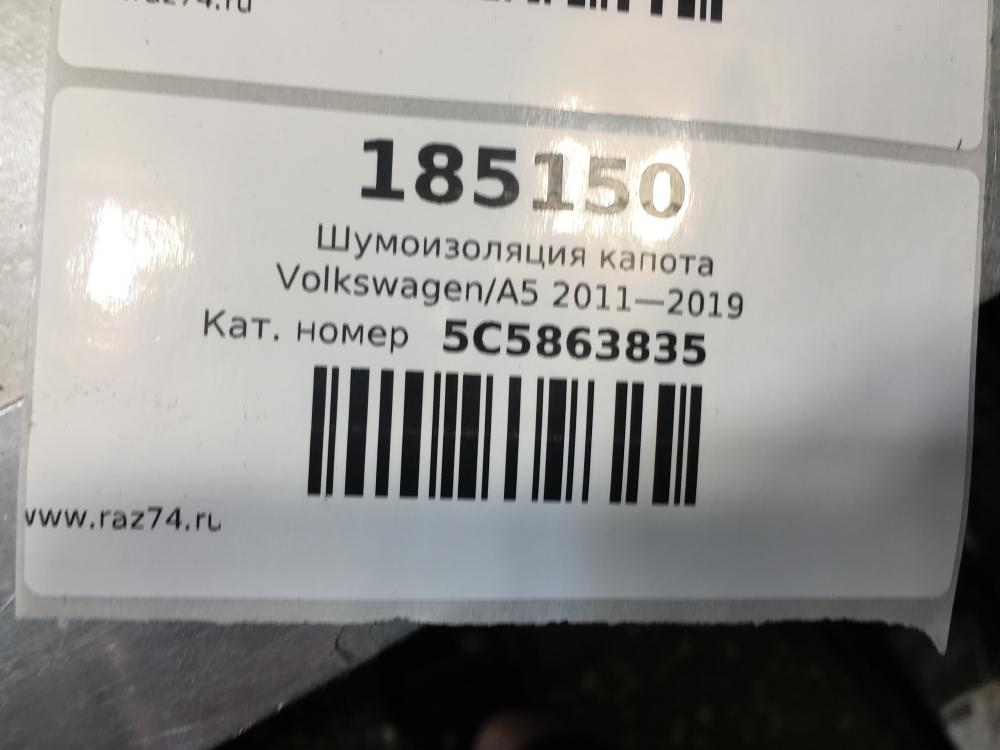 185150
Шумоизоляция капота
Volkswagen/A5 2011—2019
Кат. номер 5C5863835
www.raz74.ru